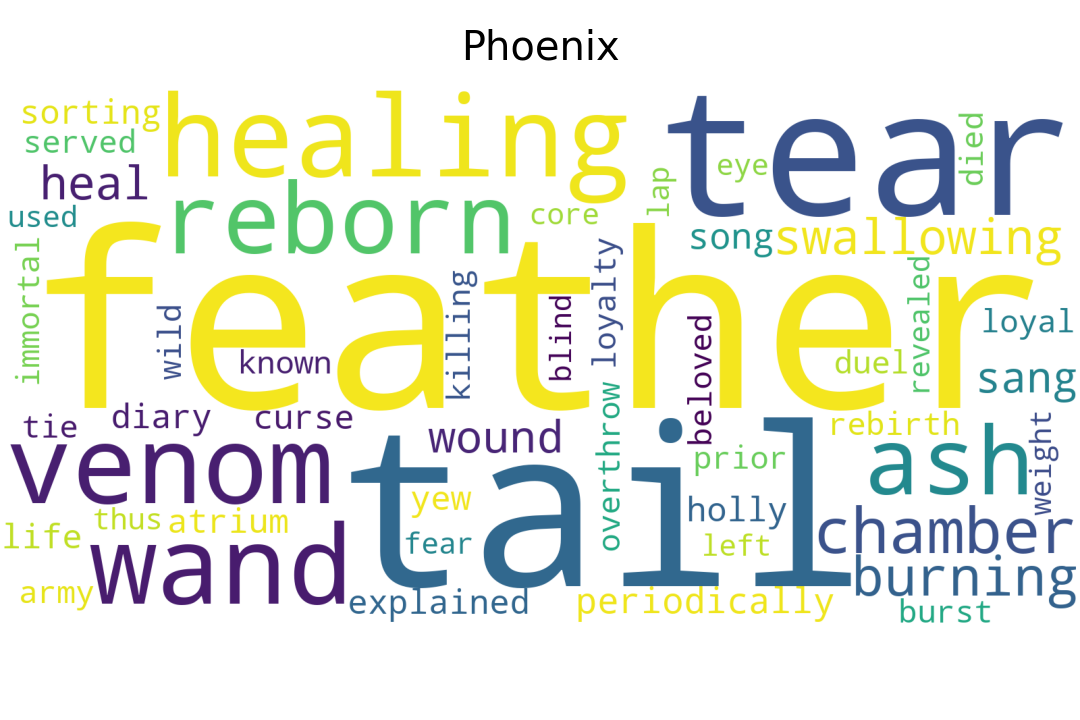 Phoenix
sorting
healing
tear
served
died
eye
heal
lap
reborn
core
used
song
swallowing
immortal
feather
loyalty
revealed
killing
blind
wild
loyal
beloved
known
duel
sang
overthrow
diary
curse
tie
wound
rebirth
weight
venom
tail
prior
ash
yew
holly
thus
atrium
life
fear
left
chamber
wand
burning
army
explained
periodically
burst